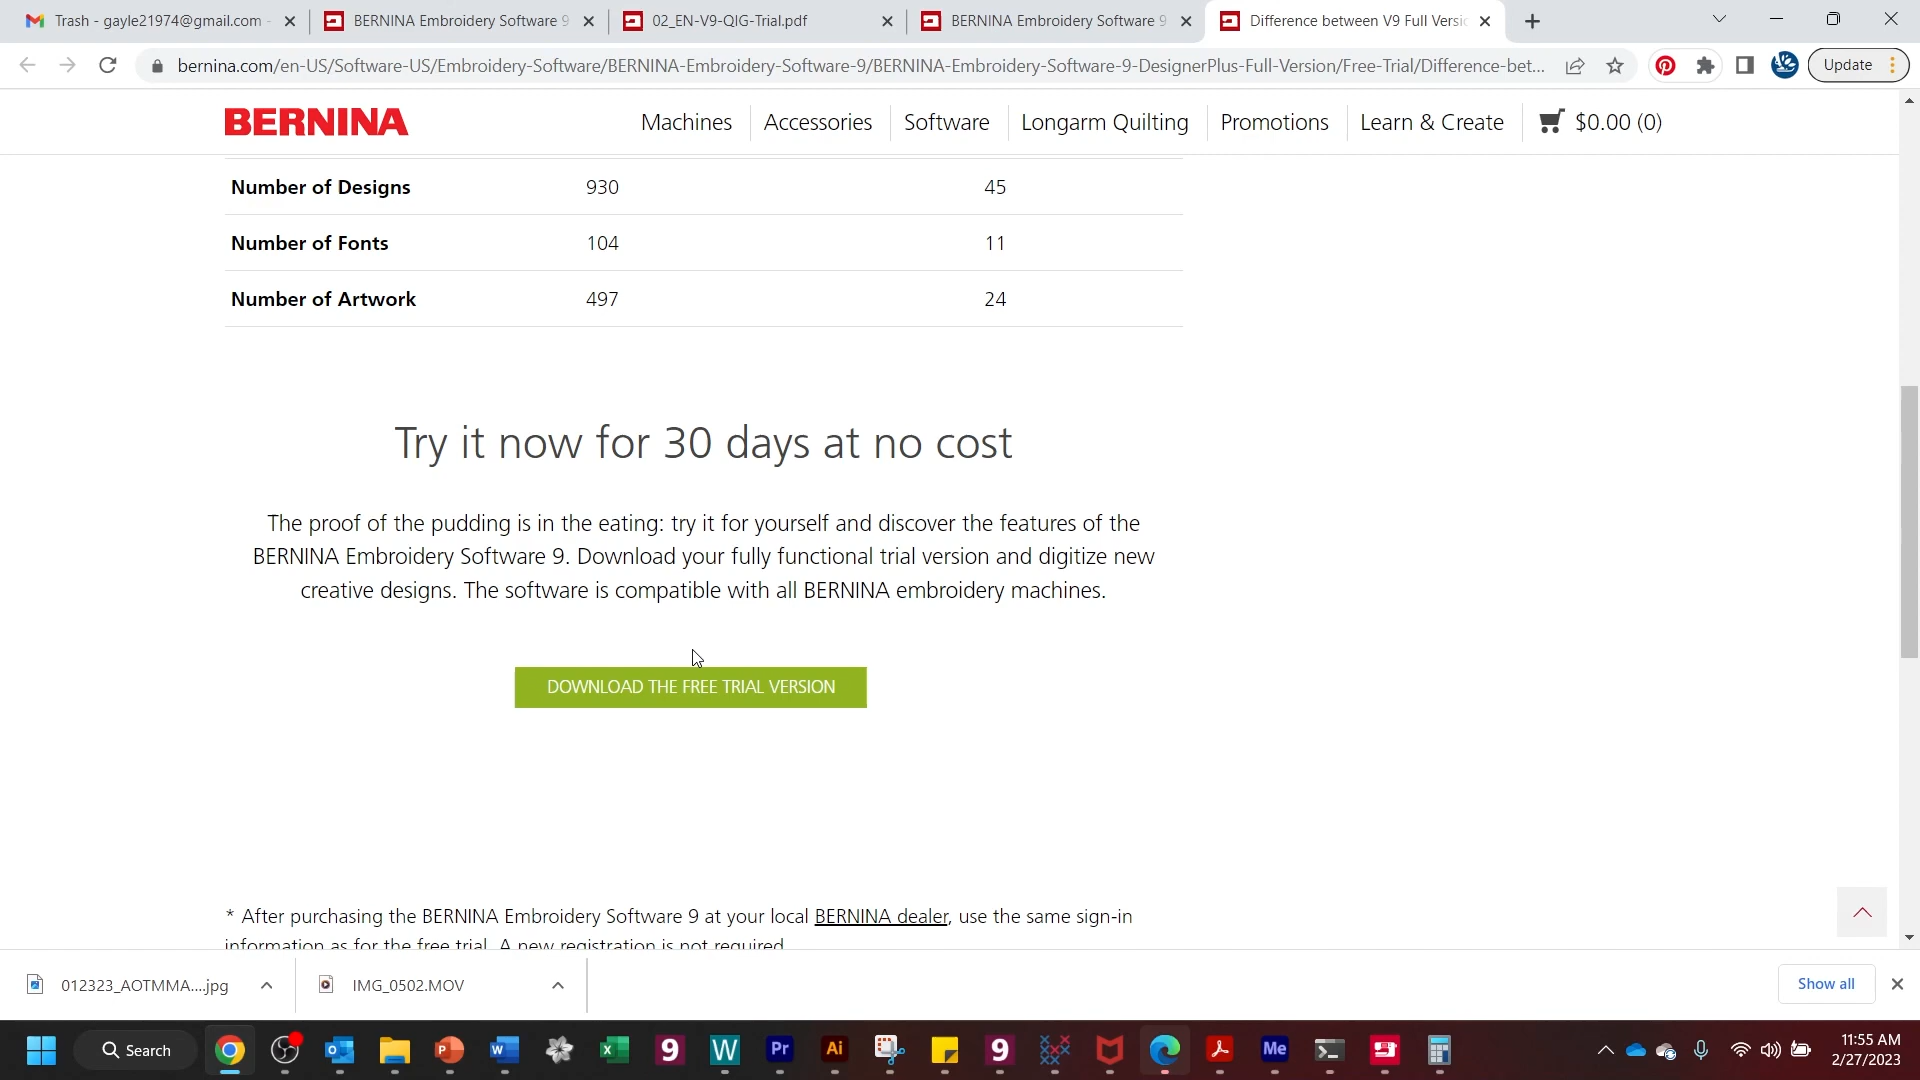 Trash - gayle21974@gmail.com -
BERNINA Embroidery Software 9
02_EN-V9-QIG-Trial.pdf
BERNINA Embroidery Software 9
Difference between V9 Full Versio
bernina.com/en-US/Software-US/Embroidery-Software/BERNINA-Embroidery-Software-9/BERNINA-Embroidery-Software-9-DesignerPlus-Full-Version/Free-Trial/Difference-bet...
Update
BERNINA
Machines
Accessories
Software
Longarm Quilting
Promotions
Learn & Create
$0.00 (0)
Number of Designs 930 45
Number of Fonts 104 11
Number of Artwork 497 24
Try it now for 30 days at no cost
The proof of the pudding is in the eating: try it for yourself and discover the features of the
BERNINA Embroidery Software 9. Download your fully functional trial version and digitize new
creative designs. The software is compatible with all BERNINA embroidery machines.
DOWNLOAD THE FREE TRIAL VERSION
* After purchasing the BERNINA Embroidery Software 9 at your local BERNINA dealer, use the same sign-in
information as for the free trial. A new registration is not required.
012323_AOTMMA....jpg
IMG_0502.MOV
Show all
Search
P
W
X
9
W
Pr
Ai
9
Me
11:55 AM
2/27/2023